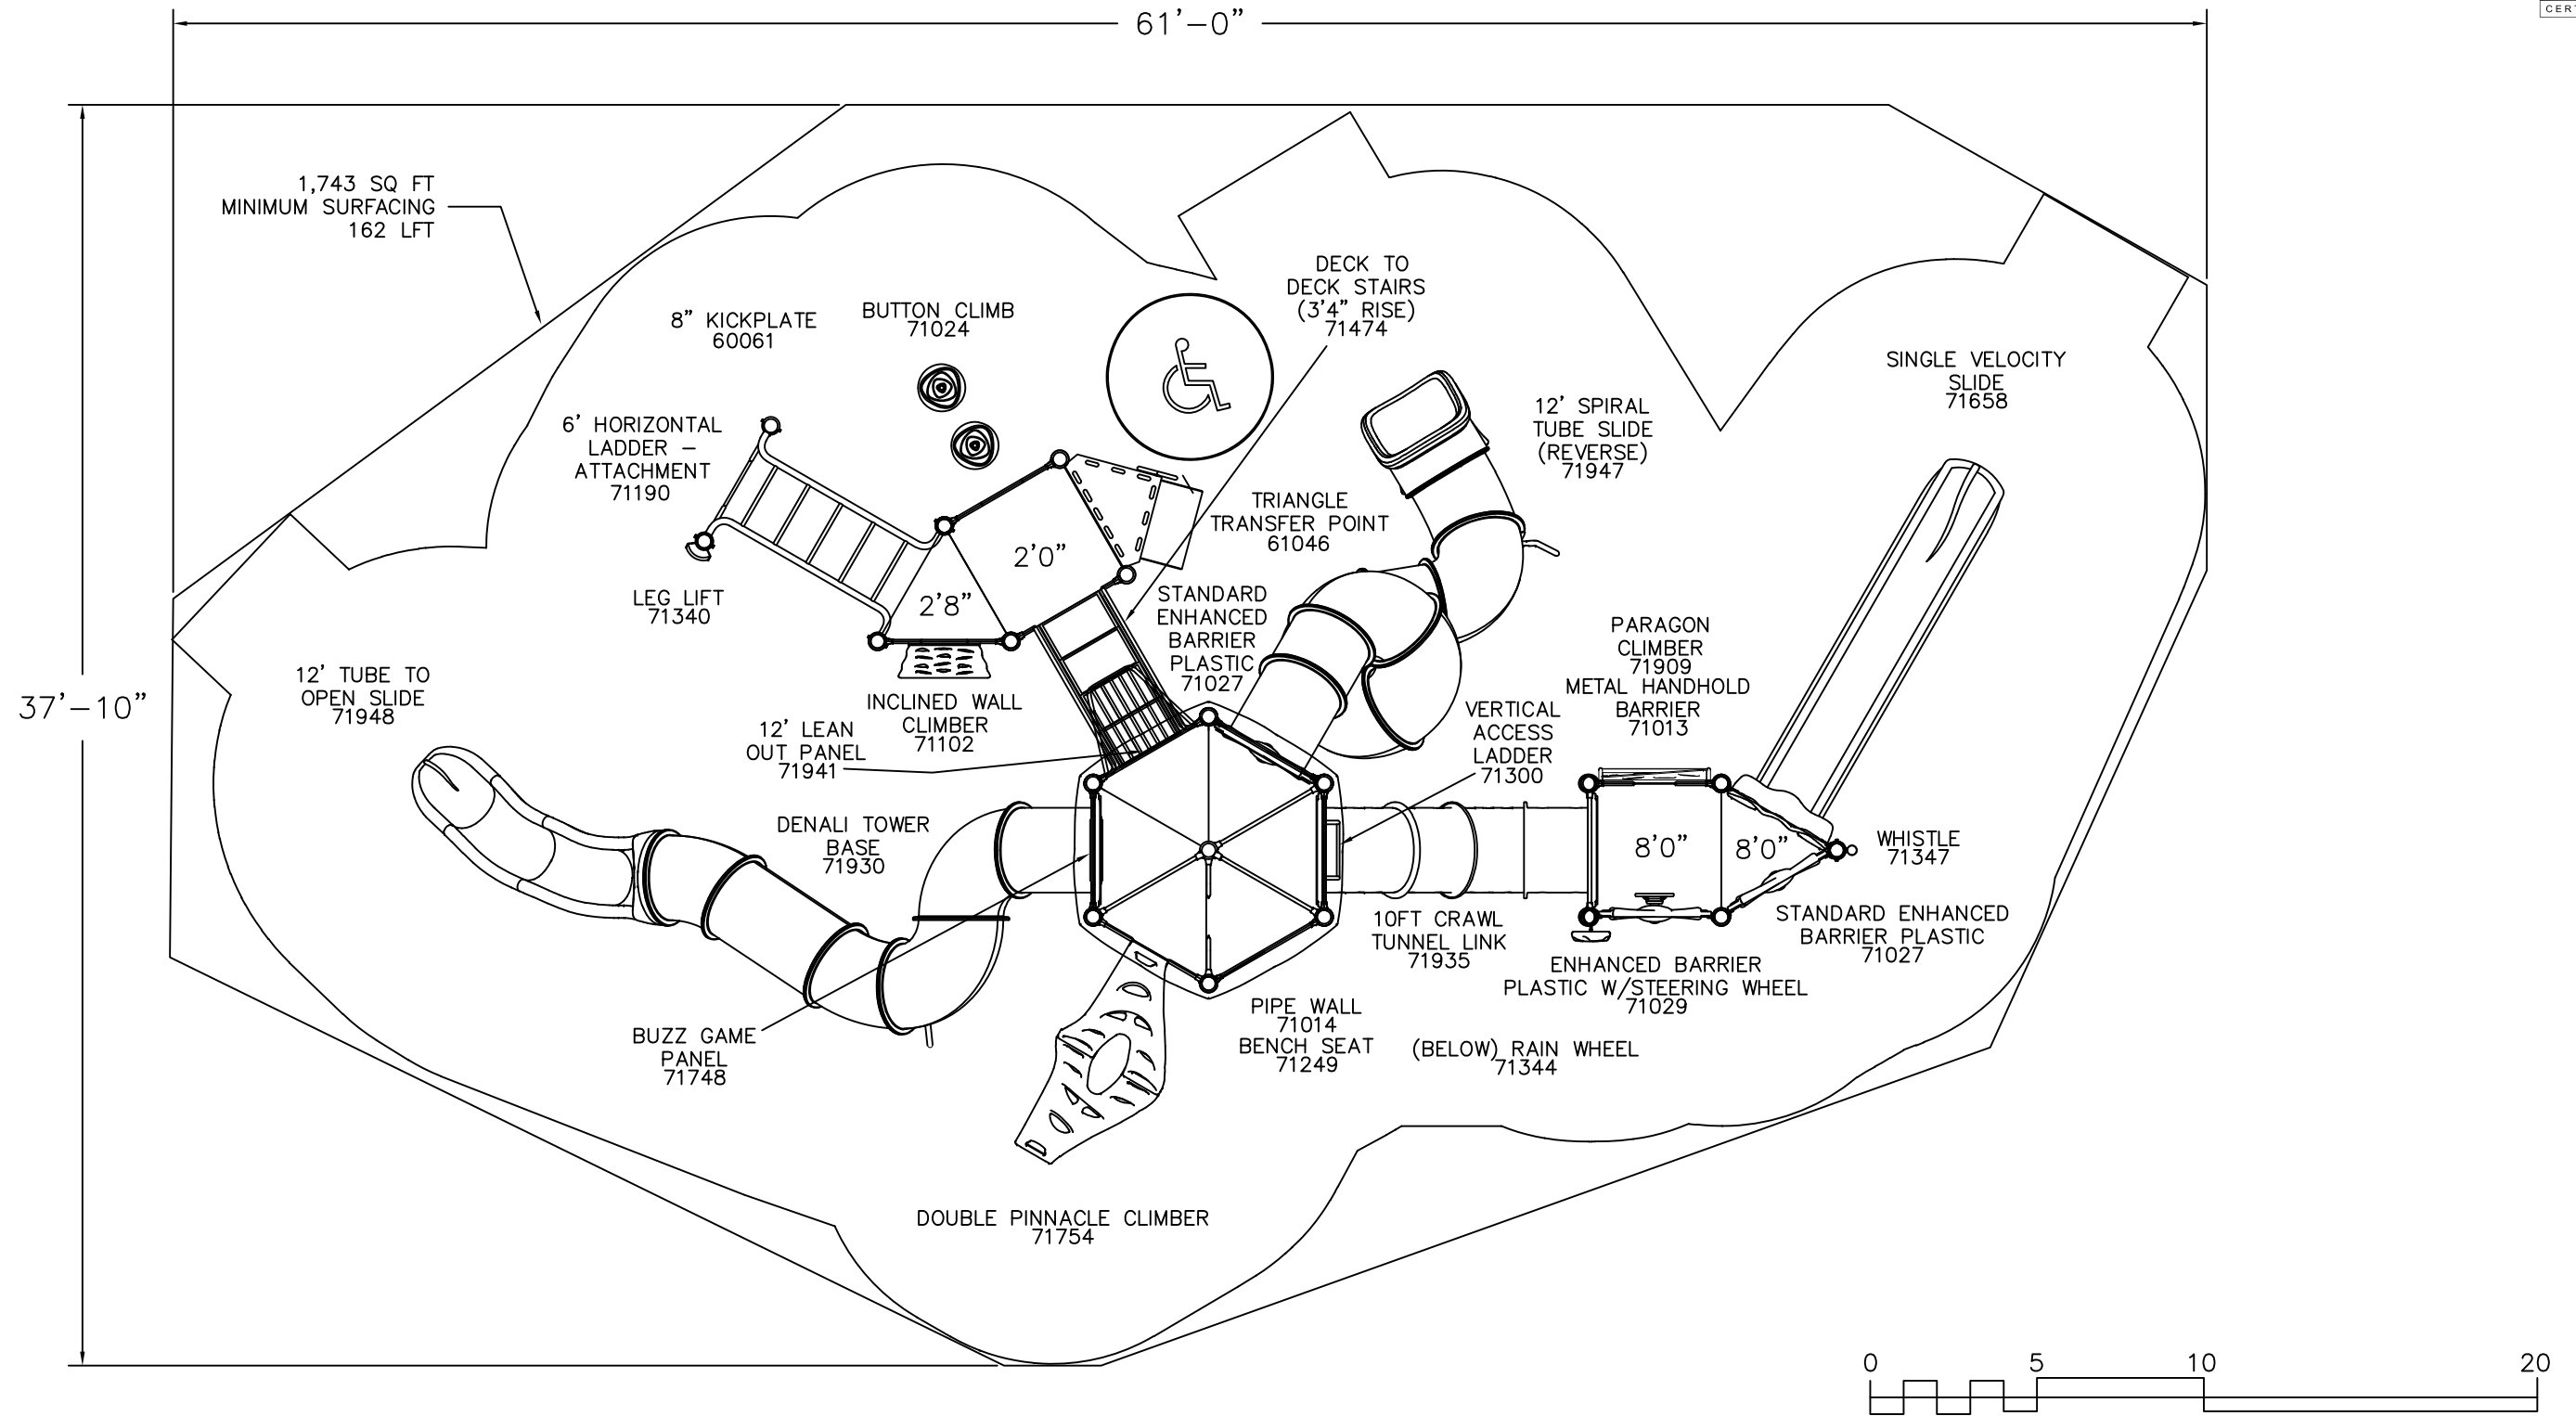 61'-0"
CER
1,743 SQ FT
MINIMUM SURFACING
162 LFT
DECK TO
DECK STAIRS
(3'4" RISE)
71474
8" KICKPLATE
60061
BUTTON CLIMB
71024
SINGLE VELOCITY
SLIDE
71658
6' HORIZONTAL
LADDER –
ATTACHMENT
71190
12' SPIRAL
TUBE SLIDE
(REVERSE)
71947
TRIANGLE
TRANSFER POINT
61046
2'0"
2'8"
LEG LIFT
71340
STANDARD
ENHANCED
BARRIER
PLASTIC
71027
PARAGON
CLIMBER
71909
METAL HANDHOLD
BARRIER
71013
12' TUBE TO
OPEN SLIDE
71948
37'-10"
INCLINED WALL
CLIMBER
71102
12' LEAN
OUT PANEL
71941
VERTICAL
ACCESS
LADDER
71300
DENALI TOWER
BASE
71930
8'0"
8'0"
WHISTLE
71347
10FT CRAWL
TUNNEL LINK
71935
STANDARD ENHANCED
BARRIER PLASTIC
71027
ENHANCED BARRIER
PLASTIC W/STEERING WHEEL
71029
BUZZ GAME
PANEL
71748
PIPE WALL
71014
BENCH SEAT
71249
(BELOW) RAIN WHEEL
71344
DOUBLE PINNACLE CLIMBER
71754
0 5 10 20